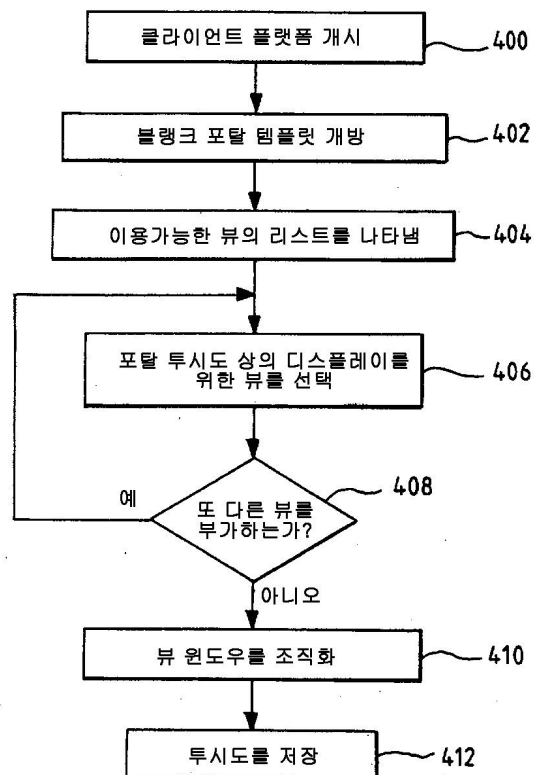 클라이언트 플랫폼 개시
400
블랭크 포탈 템플릿 개방
402
이용가능한 뷰의 리스트를 나타냄
404
포탈 투시도 상의 디스플레이를
위한 뷰를 선택
406
408
예
또 다른 뷰를
부가하는가?
아니오
뷰 윈도우를 조직화
410
투시도를 저장
412